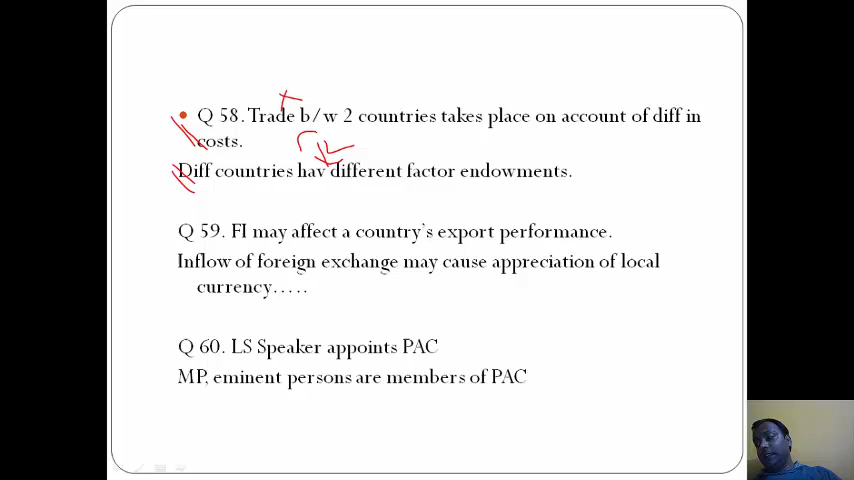 Q 58. Trade b/w 2 countries takes place on account of diff in
costs.
Diff countries hav different factor endowments.
Q 59. FI may affect a country's export performance.
Inflow of foreign exchange may cause appreciation of local
currency.....
Q 60. LS Speaker appoints PAC
MP, eminent persons are members of PAC